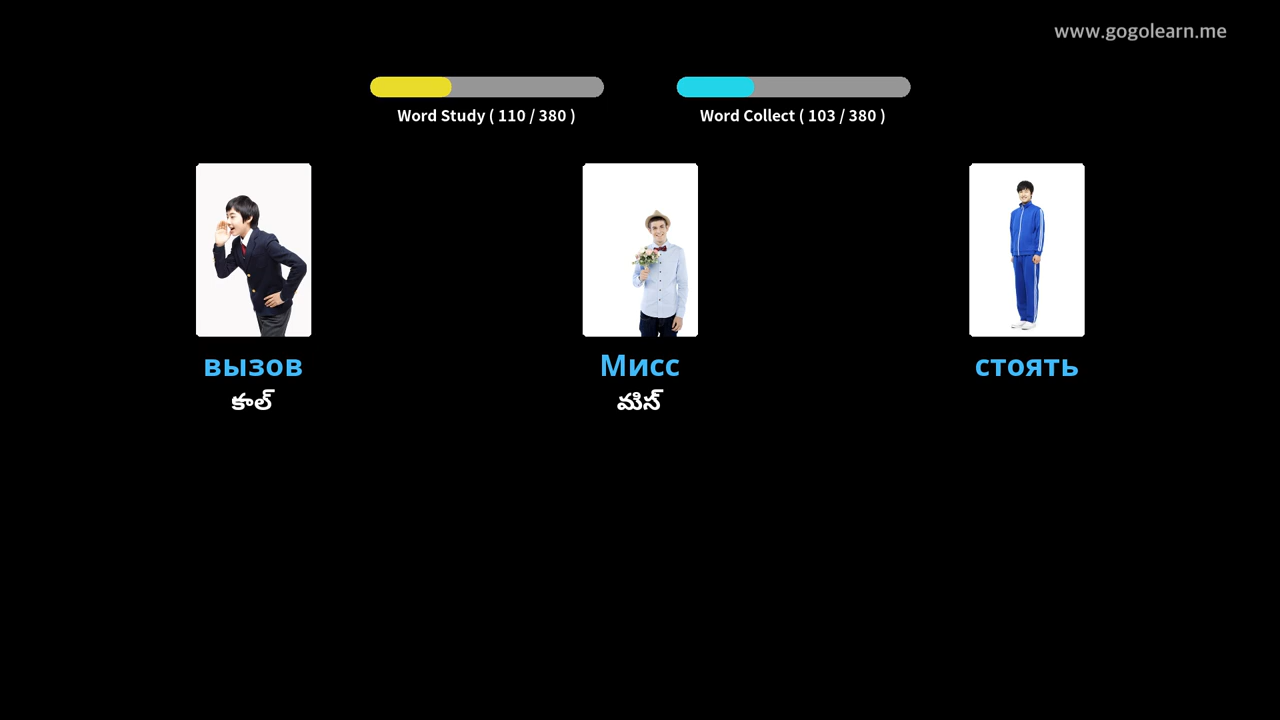 www.gogolearn.me
Word Study ( 110 / 380 )
Word Collect ( 103 / 380 )
вызов
Мисс
стоять
కాల్
మిస్